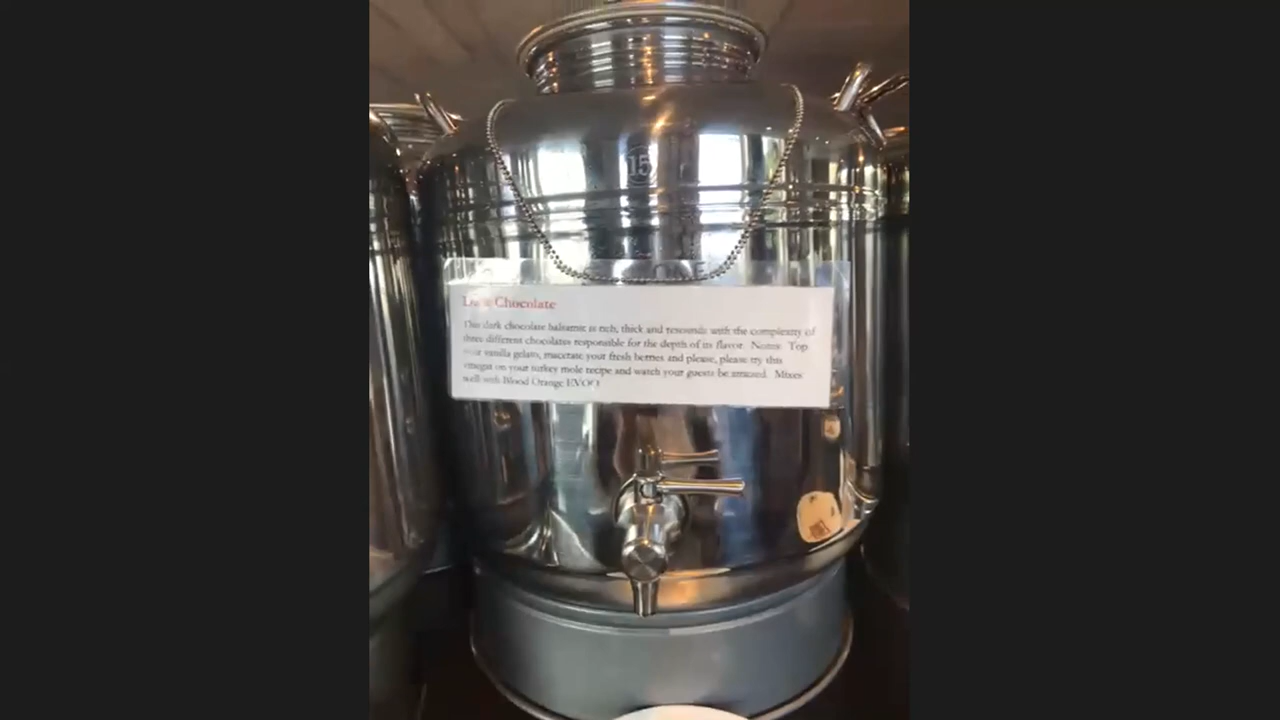 15
Dark Chocolate
This dark chocolate balsamic is rich, thick and resounds with the complexity of
three different chocolates responsible for the depth of its flavor. Notes: Top
your vanilla gelato, macerate your fresh berries and please, please try this
vinegar on your turkey mole recipe and watch your guests be amazed. Mixes
well with Blood Orange EVOO